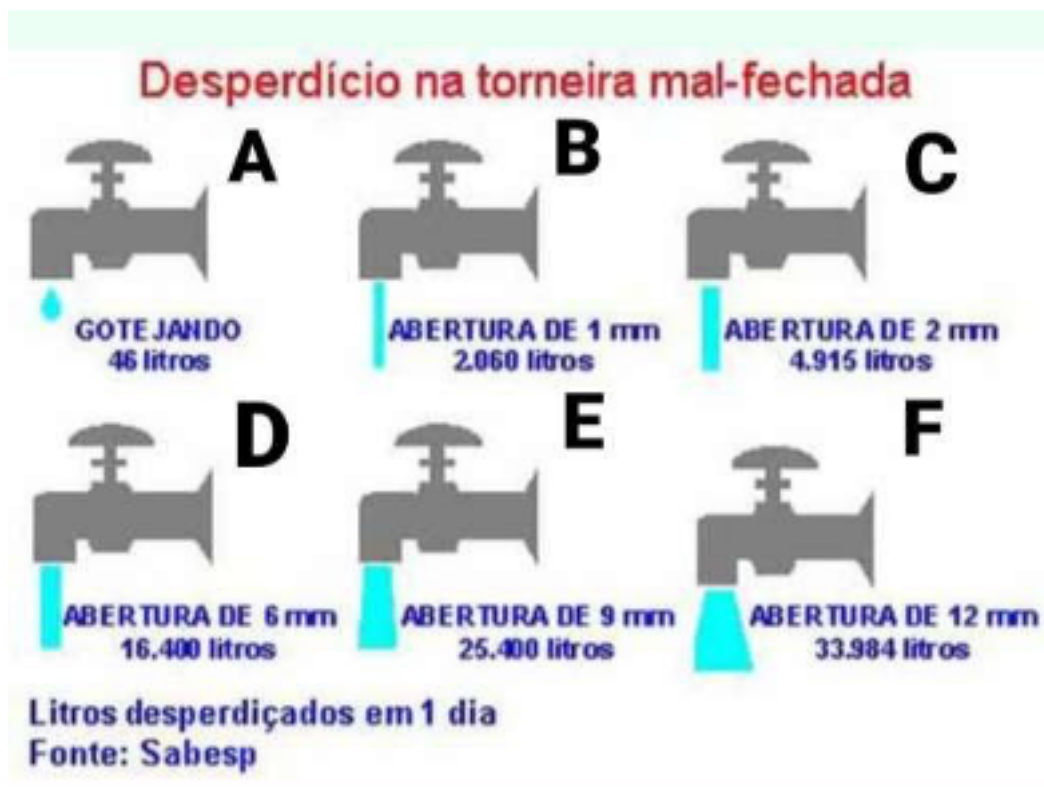 Desperdício na torneira mal-fechada
A
B
C
GOTEJANDO
46 litros
ABERTURA DE 1 mm
2.060 litros
ABERTURA DE 2 mm
4.915 litros
D
E
F
ABERTURA DE 6 mm
16.400 litros
ABERTURA DE 9 mm
25.400 litros
ABERTURA DE 12 mm
33.984 litros
Litros desperdiçados em 1 dia
Fonte: Sabesp